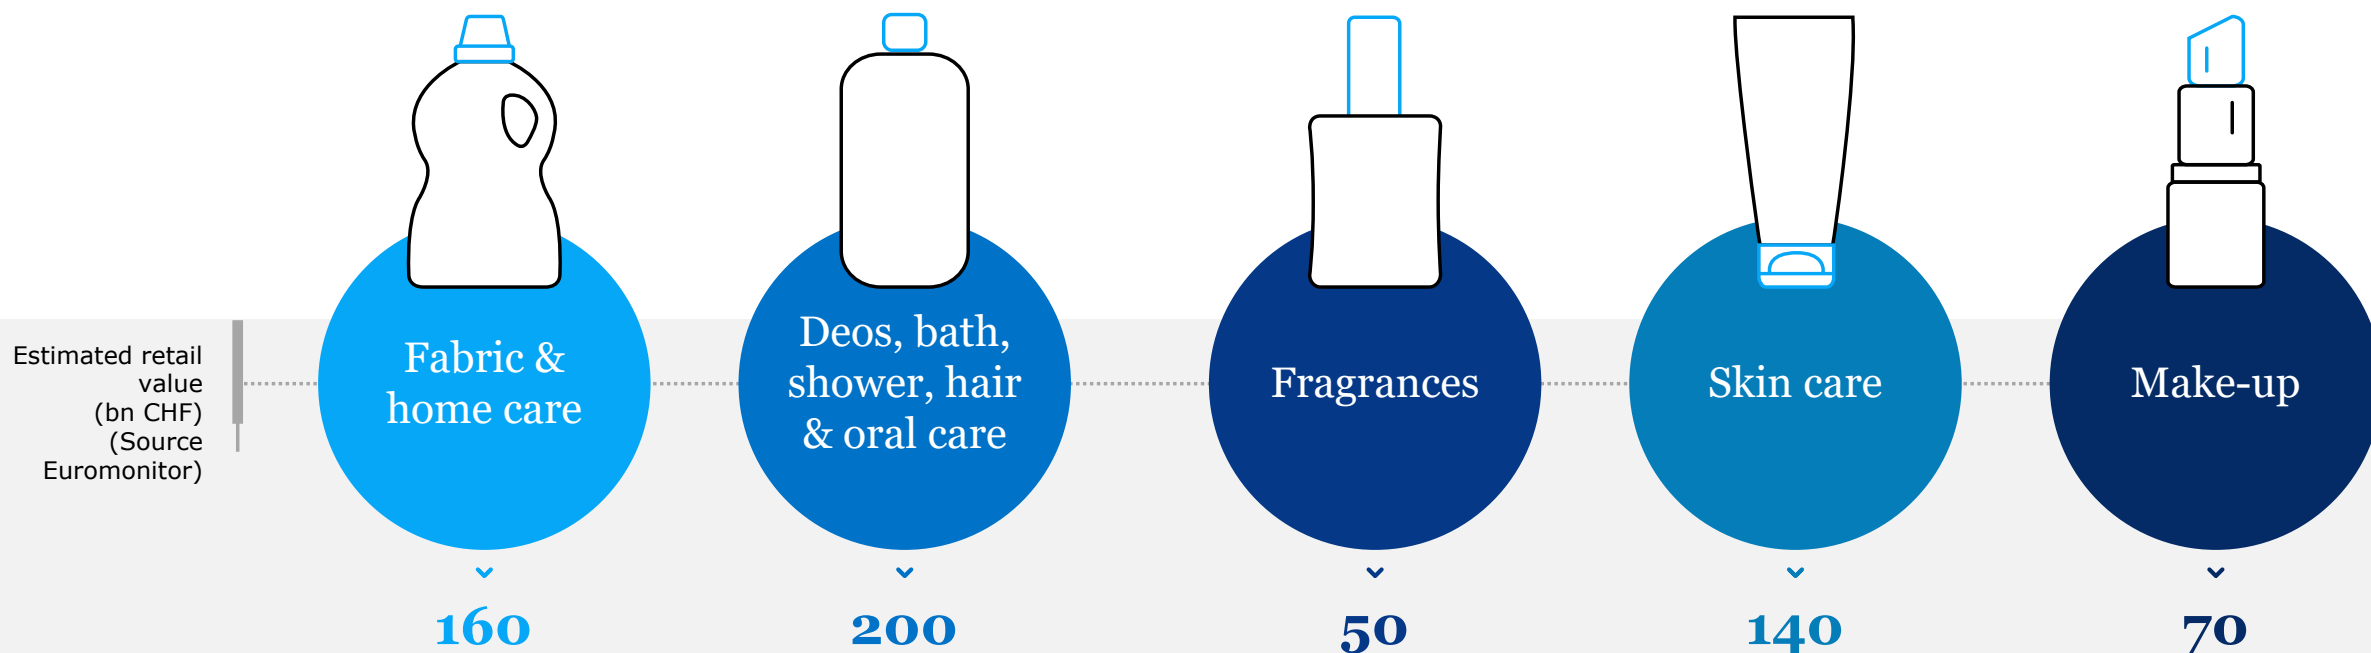 Estimated retail
value
(bn CHF)
(Source
Euromonitor)
Fabric &
home care
Deos, bath,
shower, hair
& oral care
Fragrances
Skin care
Make-up
160
200
50
140
70